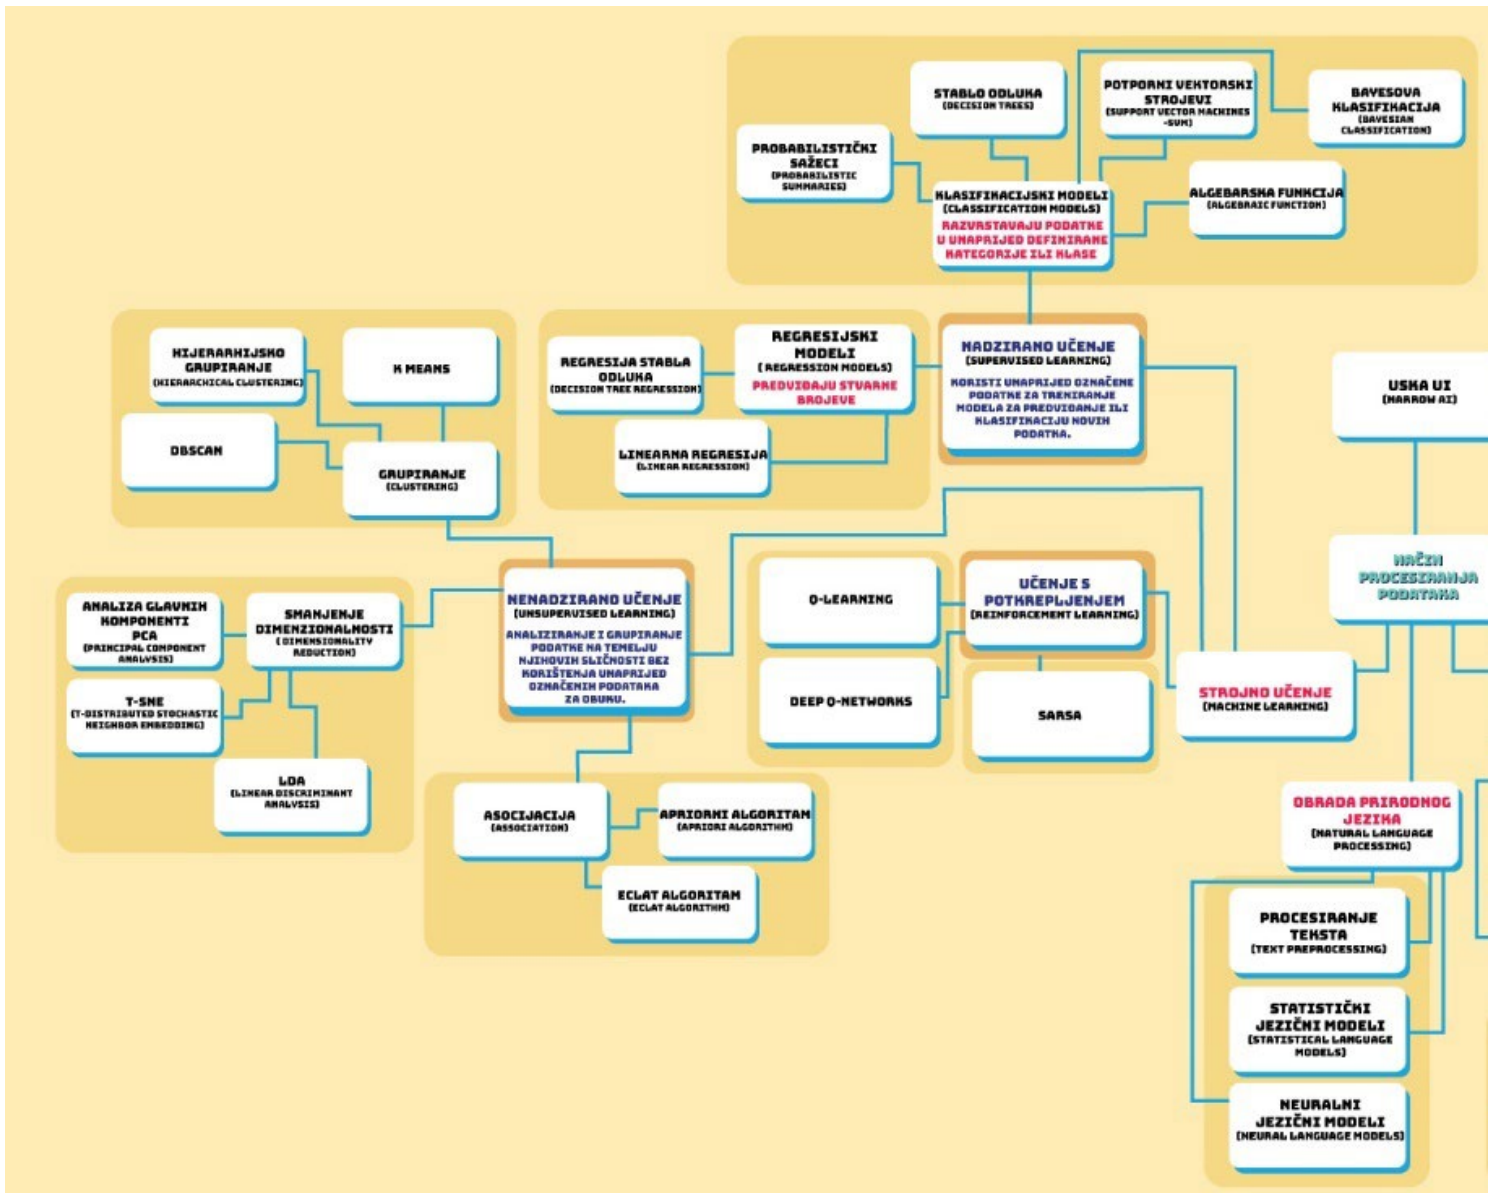 STABLO ODLUKA
(DECISION TREES)
POTPORNI VEKTORSKI
STROJEVI
(SUPPORT VECTOR MACHINES
-SVM)
BAYESOVA
KLASIFIKACIJA
(BAYESIAN
CLASSIFICATION)
PROBABILISTIČKI
SAŽECI
(PROBABILISTIC
SUMMARIES)
KLASIFIKACIJSKI MODELI
(CLASSIFICATION MODELS)
RAZVRSTAVAJU PODATKE
U UNAPRIJED DEFINIRANE
KATEGORIJE ILI KLASE
ALGEBARSKA FUNKCIJA
(ALGEBRAIC FUNCTION)
HIJERARHIJSKO
GRUPIRANJE
(HIERARCHICAL CLUSTERING)
K MEANS
DBSCAN
GRUPIRANJE
(CLUSTERING)
REGRESIJA STABLA
ODLUKA
(DECISION TREE REGRESSION)
REGRESIJSKI
MODELI
( REGRESSION MODELS)
PREDVIĐAJU STVARNE
BROJEVE
LINEARNA REGRESIJA
(LINEAR REGRESSION)
NADZIRANO UČENJE
(SUPERVISED LEARNING)
KORISTI UNAPRIJED OZNAČENE
PODATKE ZA TRENIRANJE
MODELA ZA PREDVIĐANJE ILI
KLASIFIKACIJU NOVIH
PODATKA.
USKA UI
(NARROW AI)
NAČIN
PROCESIRANJA
PODATAKA
ANALIZA GLAVNIH
KOMPONENTI
PCA
(PRINCIPAL COMPONENT
ANALYSIS)
SMANJENJE
DIMENZIONALNOSTI
( DIMENSIONALITY
REDUCTION)
T-SNE
(T-DISTRIBUTED STOCHASTIC
NEIGHBOR EMBEDDING)
LDA
(LINEAR DISCRIMINANT
ANALYSIS)
NENADZIRANO UČENJE
(UNSUPERVISED LEARNING)
ANALIZIRANJE I GRUPIRANJE
PODATKE NA TEMELJU
NJIHOVIH SLIČNOSTI BEZ
KORIŠTENJA UNAPRIJED
OZNAČENIH PODATAKA
ZA OBUKU.
Q-LEARNING
DEEP Q-NETWORKS
UČENJE S
POTKREPLJENJEM
(REINFORCEMENT LEARNING)
SARSA
STROJNO UČENJE
(MACHINE LEARNING)
ASOCIJACIJA
(ASSOCIATION)
APRIORNI ALGORITAM
(APRIORI ALGORITHM)
ECLAT ALGORITAM
(ECLAT ALGORITHM)
OBRADA PRIRODNOG
JEZIKA
(NATURAL LANGUAGE
PROCESSING)
PROCESIRANJE
TEKSTA
(TEXT PREPROCESSING)
STATISTIČKI
JEZIČNI MODELI
(STATISTICAL LANGUAGE
MODELS)
NEURALNI
JEZIČNI MODELI
(NEURAL LANGUAGE MODELS)